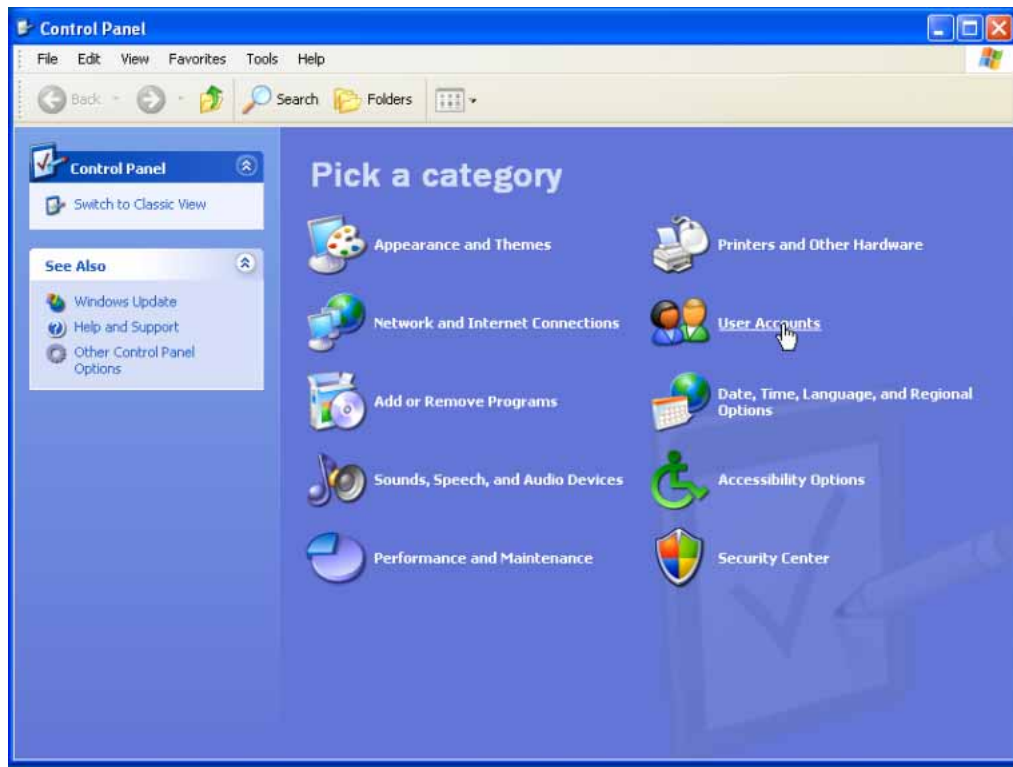 Control Panel
File Edit View Favorites Tools Help
Back Search Folders
Control Panel
Switch to Classic View
See Also
Windows Update
Help and Support
Other Control Panel
Options
Pick a category
Appearance and Themes
Printers and Other Hardware
Network and Internet Connections
User Accounts
Add or Remove Programs
Date, Time, Language, and Regional
Options
Sounds, Speech, and Audio Devices
Accessibility Options
Performance and Maintenance
Security Center